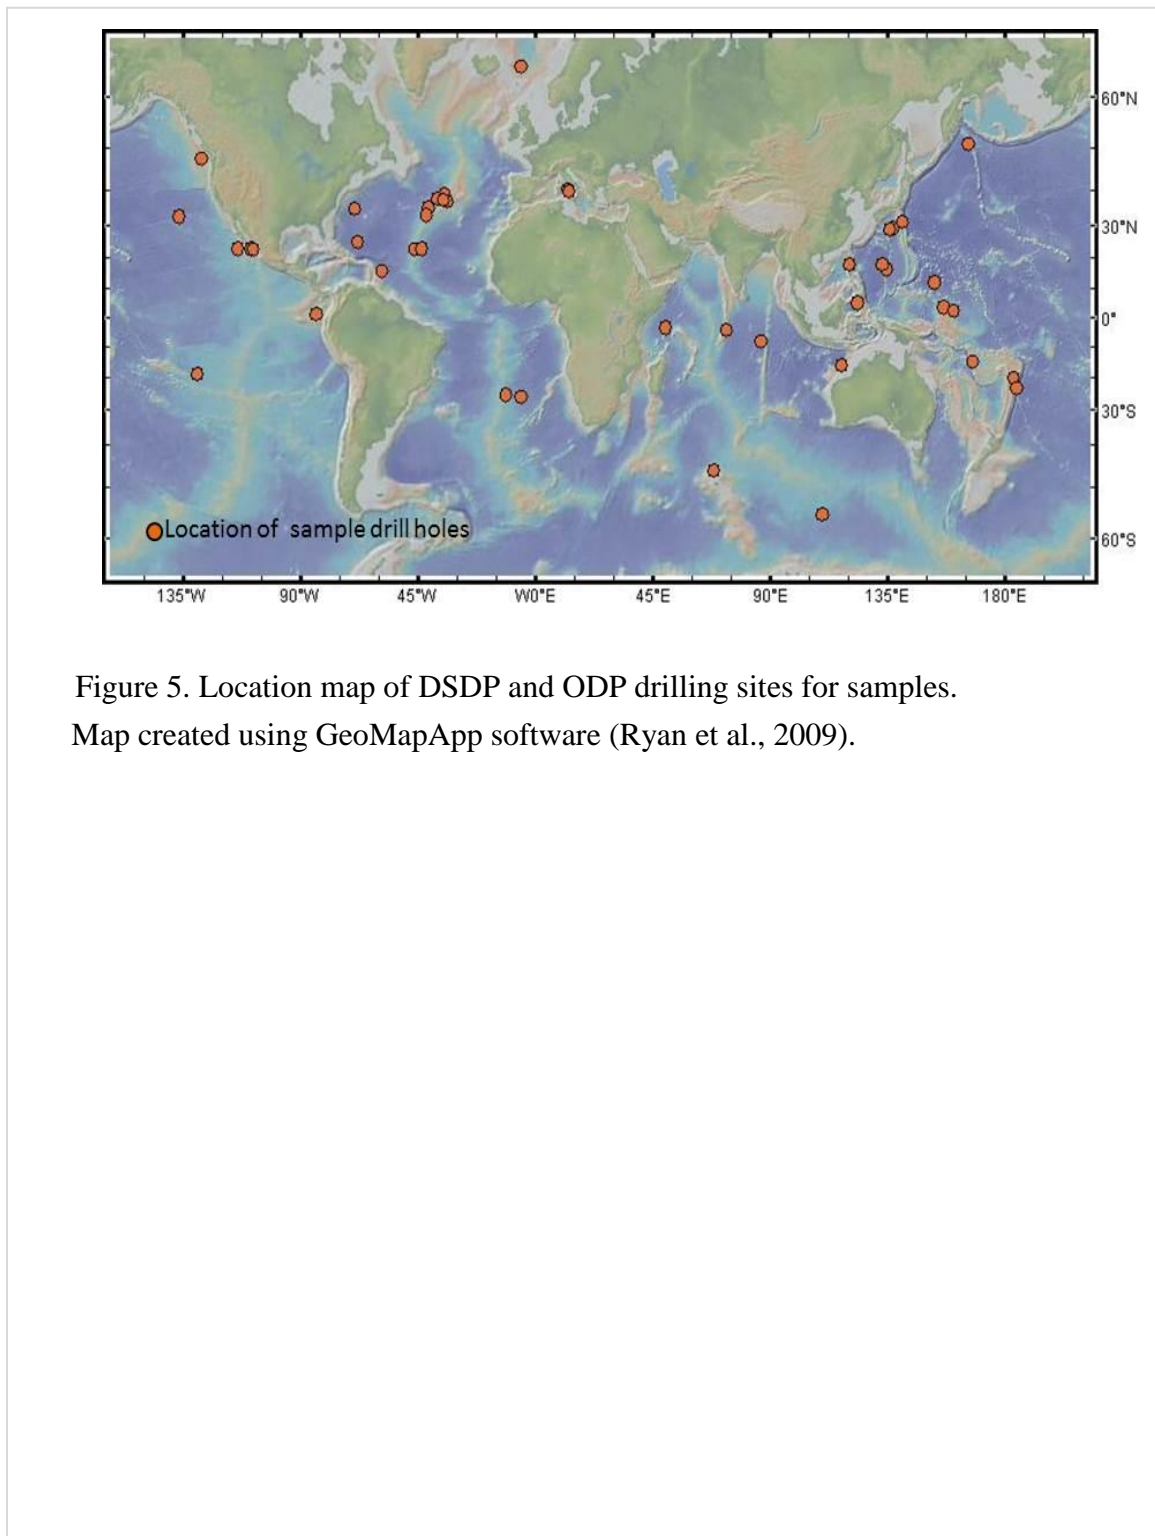 60°N
30°N
0°
30°S
60°S
Location of sample drill holes
135°W 90°W 45°W W0°E 45°E 90°E 135°E 180°E
Figure 5. Location map of DSDP and ODP drilling sites for samples.
Map created using GeoMapApp software (Ryan et al., 2009).